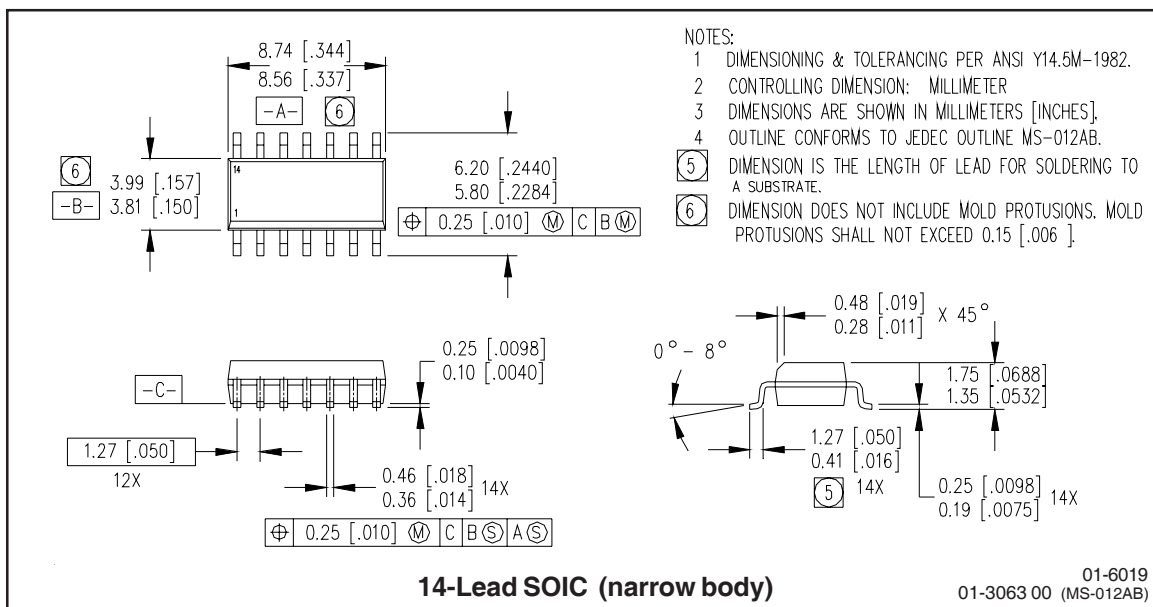 8.74 [.344]
8.56 [.337]
-A- 6
6
3.99 [.157]
3.81 [.150]
-B-
14
1
6.20 [.2440]
5.80 [.2284]
⌖ 0.25 [.010] Ⓜ C B Ⓜ
NOTES:
1 DIMENSIONING & TOLERANCING PER ANSI Y14.5M-1982.
2 CONTROLLING DIMENSION: MILLIMETER
3 DIMENSIONS ARE SHOWN IN MILLIMETERS [INCHES].
4 OUTLINE CONFORMS TO JEDEC OUTLINE MS-012AB.
5 DIMENSION IS THE LENGTH OF LEAD FOR SOLDERING TO
A SUBSTRATE.
6 DIMENSION DOES NOT INCLUDE MOLD PROTUSIONS. MOLD
PROTUSIONS SHALL NOT EXCEED 0.15 [.006 ].
-C-
0.25 [.0098]
0.10 [.0040]
1.27 [.050]
12X
0.46 [.018]
0.36 [.014] 14X
⌖ 0.25 [.010] Ⓜ C B Ⓢ A Ⓢ
0.48 [.019]
0.28 [.011] X 45°
0° - 8°
1.75 [.0688]
1.35 [.0532]
1.27 [.050]
0.41 [.016]
5 14X
0.25 [.0098]
0.19 [.0075] 14X
14-Lead SOIC (narrow body)
01-6019
01-3063 00 (MS-012AB)